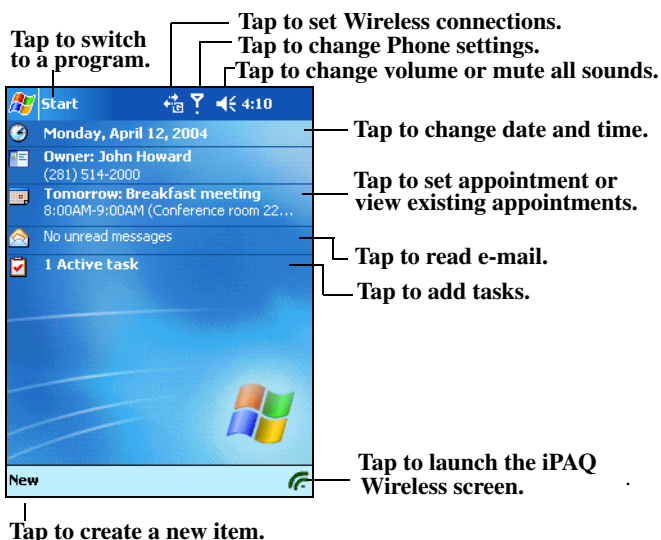 Tap to set Wireless connections.
Tap to switch
to a program.
Tap to change Phone settings.
Tap to change volume or mute all sounds.
Start
4:10
Monday, April 12, 2004
Tap to change date and time.
Owner: John Howard
(281) 514-2000
Tomorrow: Breakfast meeting
8:00AM-9:00AM (Conference room 22...
Tap to set appointment or
view existing appointments.
No unread messages
Tap to read e-mail.
1 Active task
Tap to add tasks.
New
Tap to launch the iPAQ
Wireless screen.
.
Tap to create a new item.